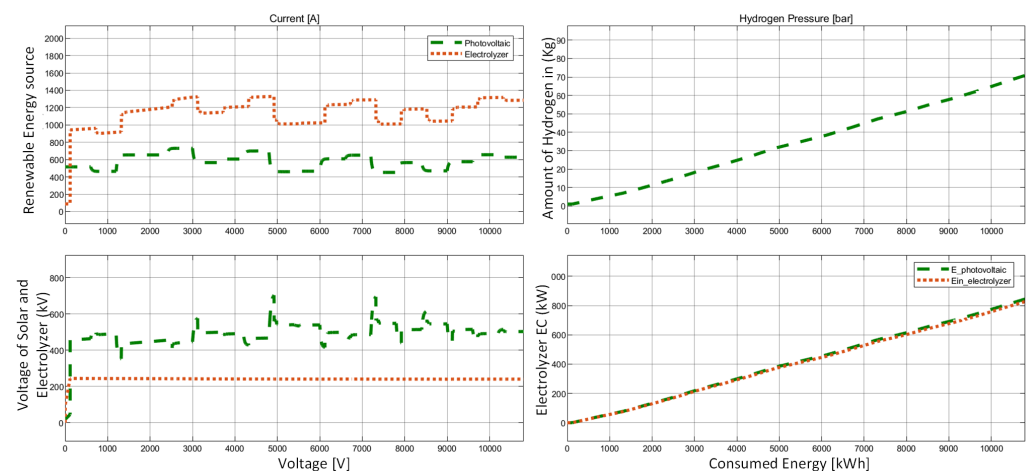 Current [A]
Renewable Energy source
2000
1800
1600
1400
1200
1000
800
600
400
200
0
Photovoltaic
Electrolyzer
0 1000 2000 3000 4000 5000 6000 7000 8000 9000 10000
Hydrogen Pressure [bar]
Amount of Hydrogen in (Kg)
90
80
70
60
50
40
30
20
10
0
0 1000 2000 3000 4000 5000 6000 7000 8000 9000 10000
Voltage of Solar and
Electrolyzer (kV)
800
600
400
200
0
0 1000 2000 3000 4000 5000 6000 7000 8000 9000 10000
Voltage [V]
Electrolyzer EC (kW)
000
800
600
400
200
0
E_photovoltaic
Ein_electrolyzer
0 1000 2000 3000 4000 5000 6000 7000 8000 9000 10000
Consumed Energy [kWh]